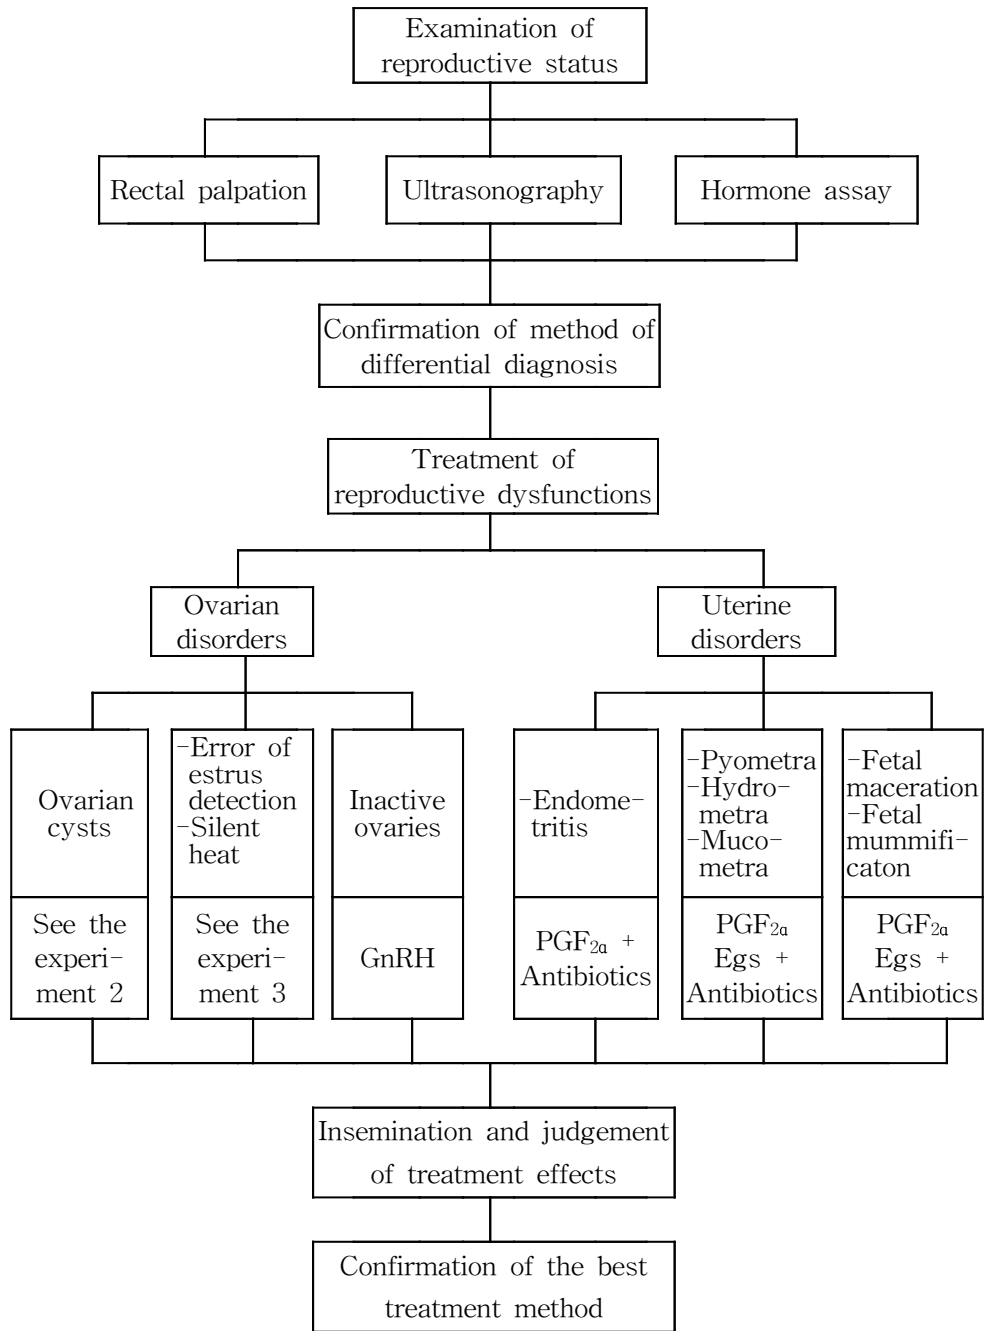 Examination of
reproductive status
Rectal palpation
Ultrasonography
Hormone assay
Confirmation of method of
differential diagnosis
Treatment of
reproductive dysfunctions
Ovarian
disorders
Uterine
disorders
Ovarian
cysts
-Error of
estrus
detection
-Silent
heat
Inactive
ovaries
-Endome-
tritis
-Pyometra
-Hydro-
metra
-Muco-
metra
-Fetal
maceration
-Fetal
mummifi-
caton
See the
experi-
ment 2
See the
experi-
ment 3
GnRH
PGF₂α +
Antibiotics
PGF₂α
Egs +
Antibiotics
PGF₂α
Egs +
Antibiotics
Insemination and judgement
of treatment effects
Confirmation of the best
treatment method